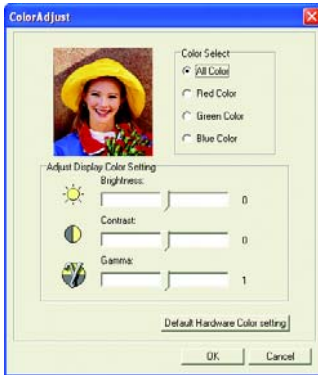 ColorAdjust
Color Select
All Color
Red Color
Green Color
Blue Color
Adjust Display Color Setting
Brightness:
0
Contrast:
0
Gamma:
1
Default Hardware Color setting
OK
Cancel